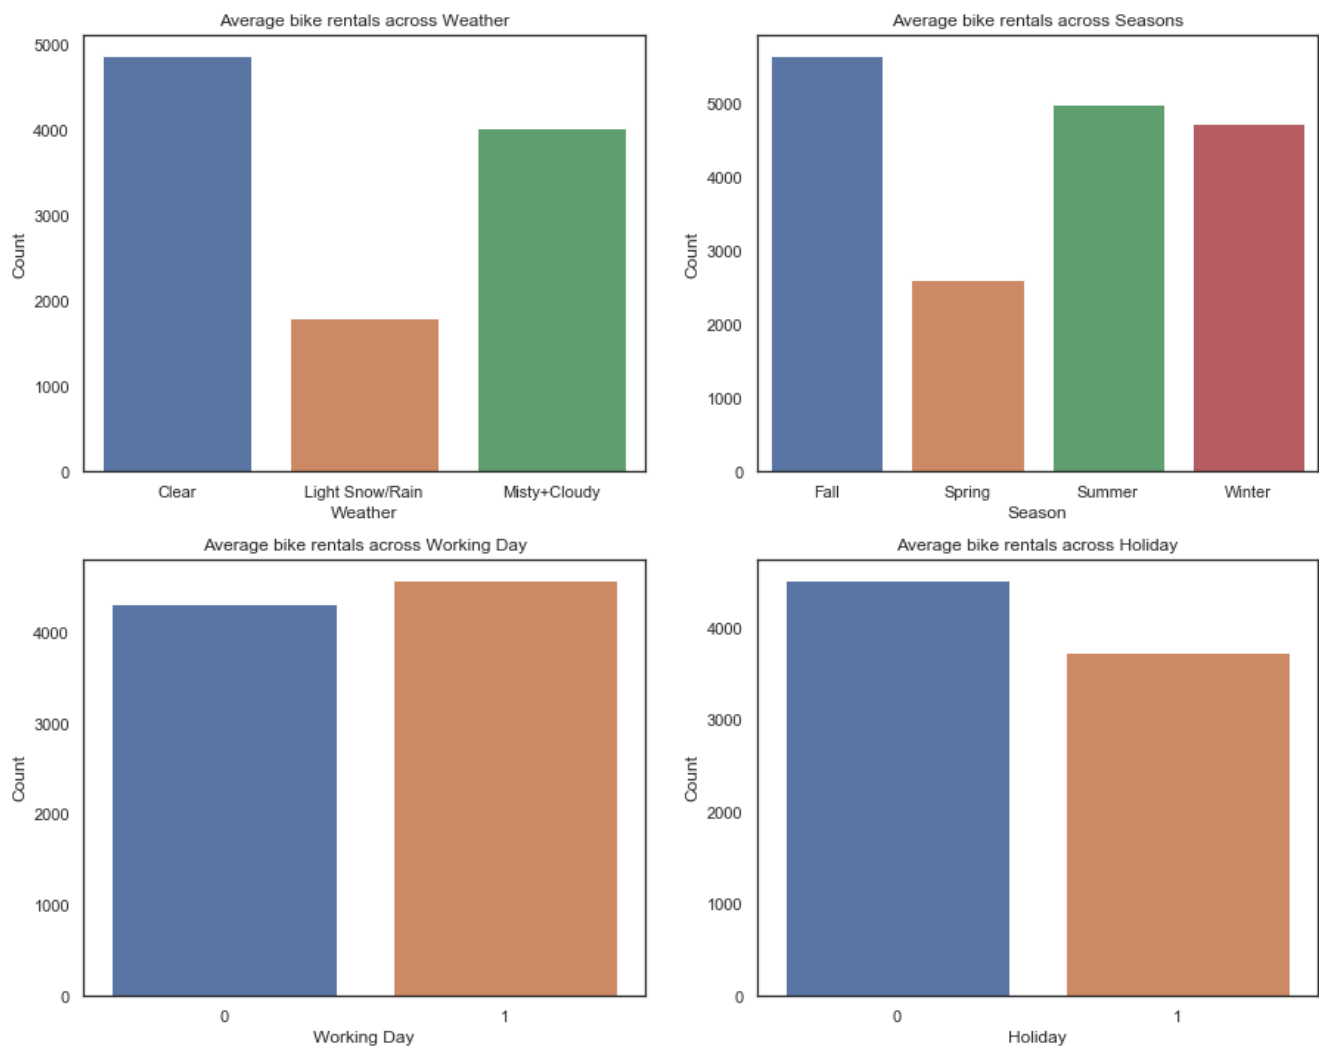 Average bike rentals across Weather
5000
4000
3000
2000
1000
0
Count
Clear
Light Snow/Rain
Misty+Cloudy
Weather
Average bike rentals across Seasons
5000
4000
3000
2000
1000
0
Count
Fall
Spring
Summer
Winter
Season
Average bike rentals across Working Day
4000
3000
2000
1000
0
Count
0
1
Working Day
Average bike rentals across Holiday
4000
3000
2000
1000
0
Count
0
1
Holiday